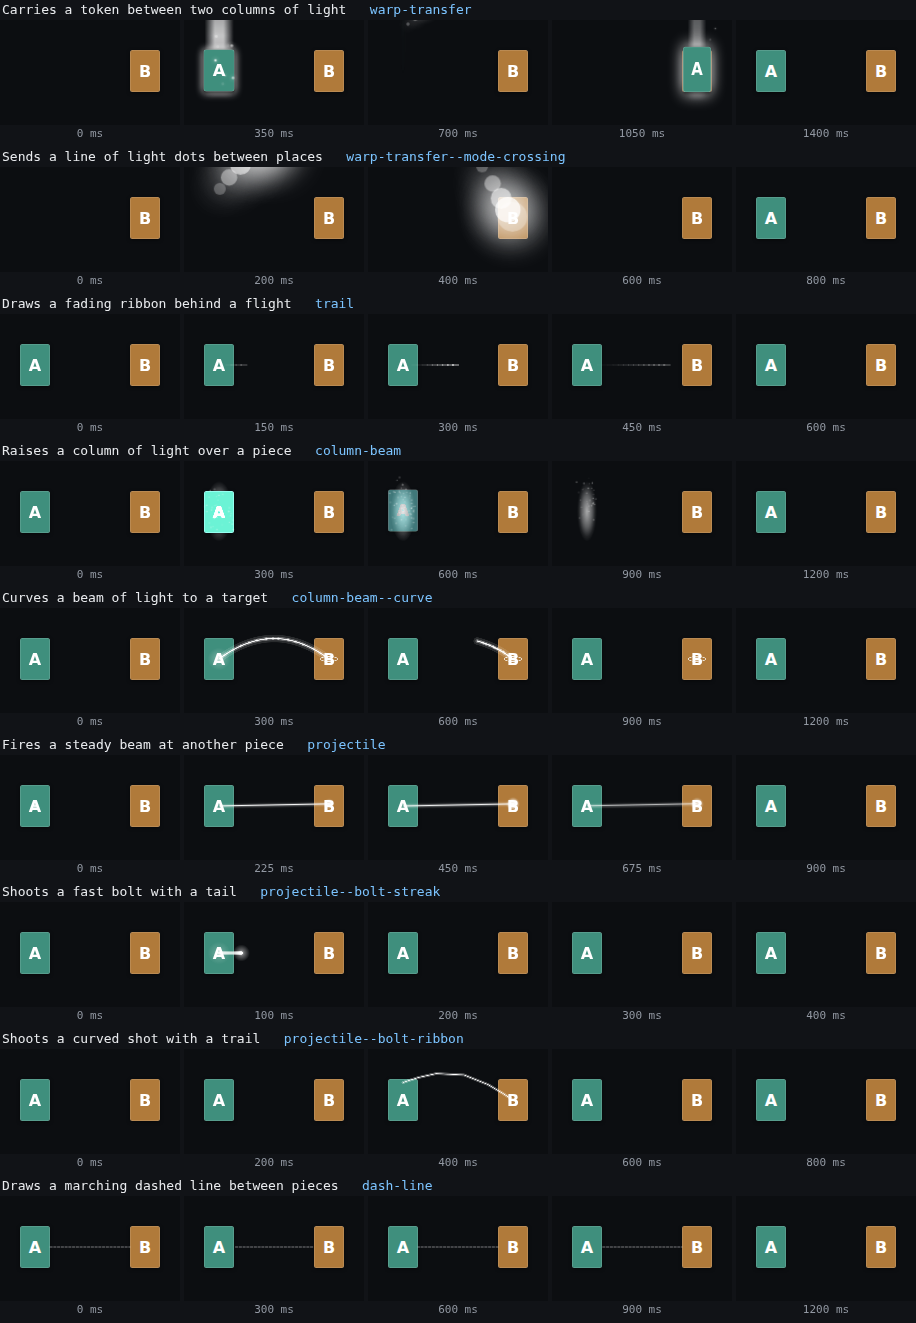 Carries a token between two columns of light warp-transfer
B A B B A A B
0 ms 350 ms 700 ms 1050 ms 1400 ms
Sends a line of light dots between places warp-transfer--mode-crossing
B B B B A B
0 ms 200 ms 400 ms 600 ms 800 ms
Draws a fading ribbon behind a flight trail
A B A B A B A B A B
0 ms 150 ms 300 ms 450 ms 600 ms
Raises a column of light over a piece column-beam
A B A B A B B A B
0 ms 300 ms 600 ms 900 ms 1200 ms
Curves a beam of light to a target column-beam--curve
A B A B A B A B A B
0 ms 300 ms 600 ms 900 ms 1200 ms
Fires a steady beam at another piece projectile
A B A B A B A B A B
0 ms 225 ms 450 ms 675 ms 900 ms
Shoots a fast bolt with a tail projectile--bolt-streak
A B A B A B A B A B
0 ms 100 ms 200 ms 300 ms 400 ms
Shoots a curved shot with a trail projectile--bolt-ribbon
A B A B A B A B A B
0 ms 200 ms 400 ms 600 ms 800 ms
Draws a marching dashed line between pieces dash-line
A B A B A B A B A B
0 ms 300 ms 600 ms 900 ms 1200 ms